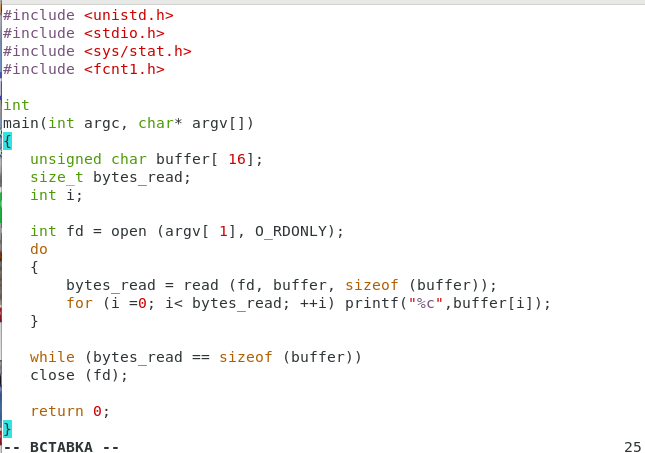 #include <unistd.h>
#include <stdio.h>
#include <sys/stat.h>
#include <fcnt1.h>
int
main(int argc, char* argv[])
{
unsigned char buffer[ 16];
size_t bytes_read;
int i;
int fd = open (argv[ 1], O_RDONLY);
do
{
bytes_read = read (fd, buffer, sizeof (buffer));
for (i =0; i< bytes_read; ++i) printf("%c",buffer[i]);
}
while (bytes_read == sizeof (buffer))
close (fd);
return 0;
}
-- ВСТАВКА -- 25